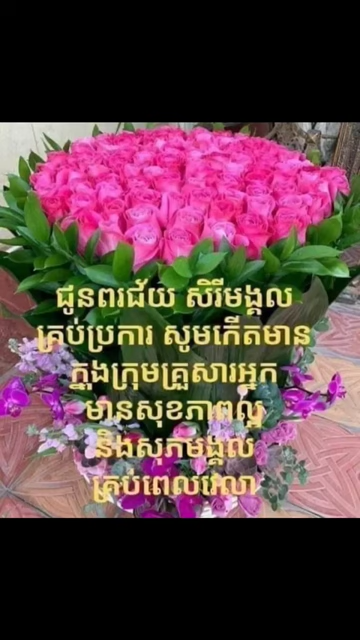 ជូនពរជ័យ សិរីមង្គល
គ្រប់ប្រការ សូមកើតមាន
ក្នុងក្រុមគ្រួសារអ្នក
មានសុខភាពល្អ
និងសុភមង្គល
គ្រប់ពេលវេលា